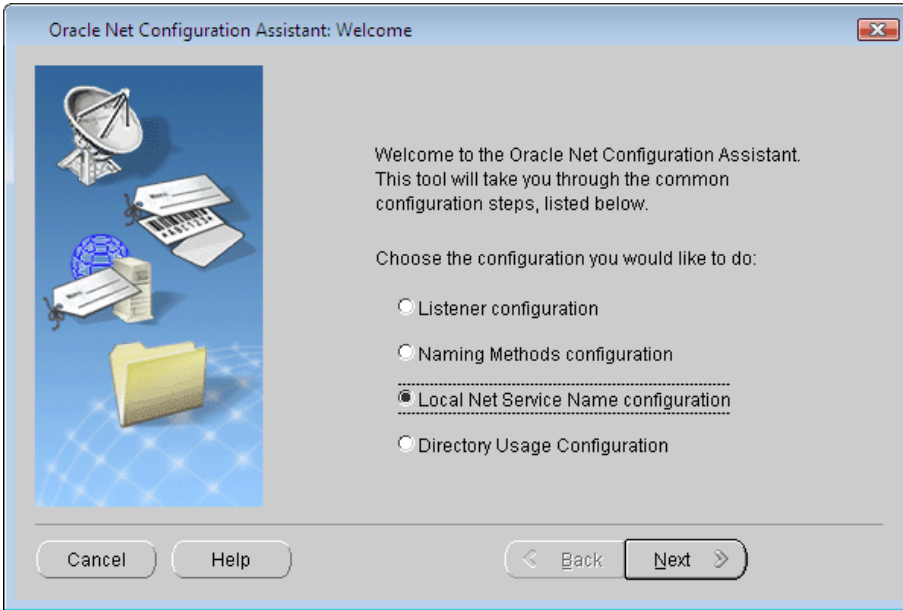 Oracle Net Configuration Assistant: Welcome
Welcome to the Oracle Net Configuration Assistant.
This tool will take you through the common
configuration steps, listed below.
Choose the configuration you would like to do:
Listener configuration
Naming Methods configuration
Local Net Service Name configuration
Directory Usage Configuration
Cancel
Help
Back
Next